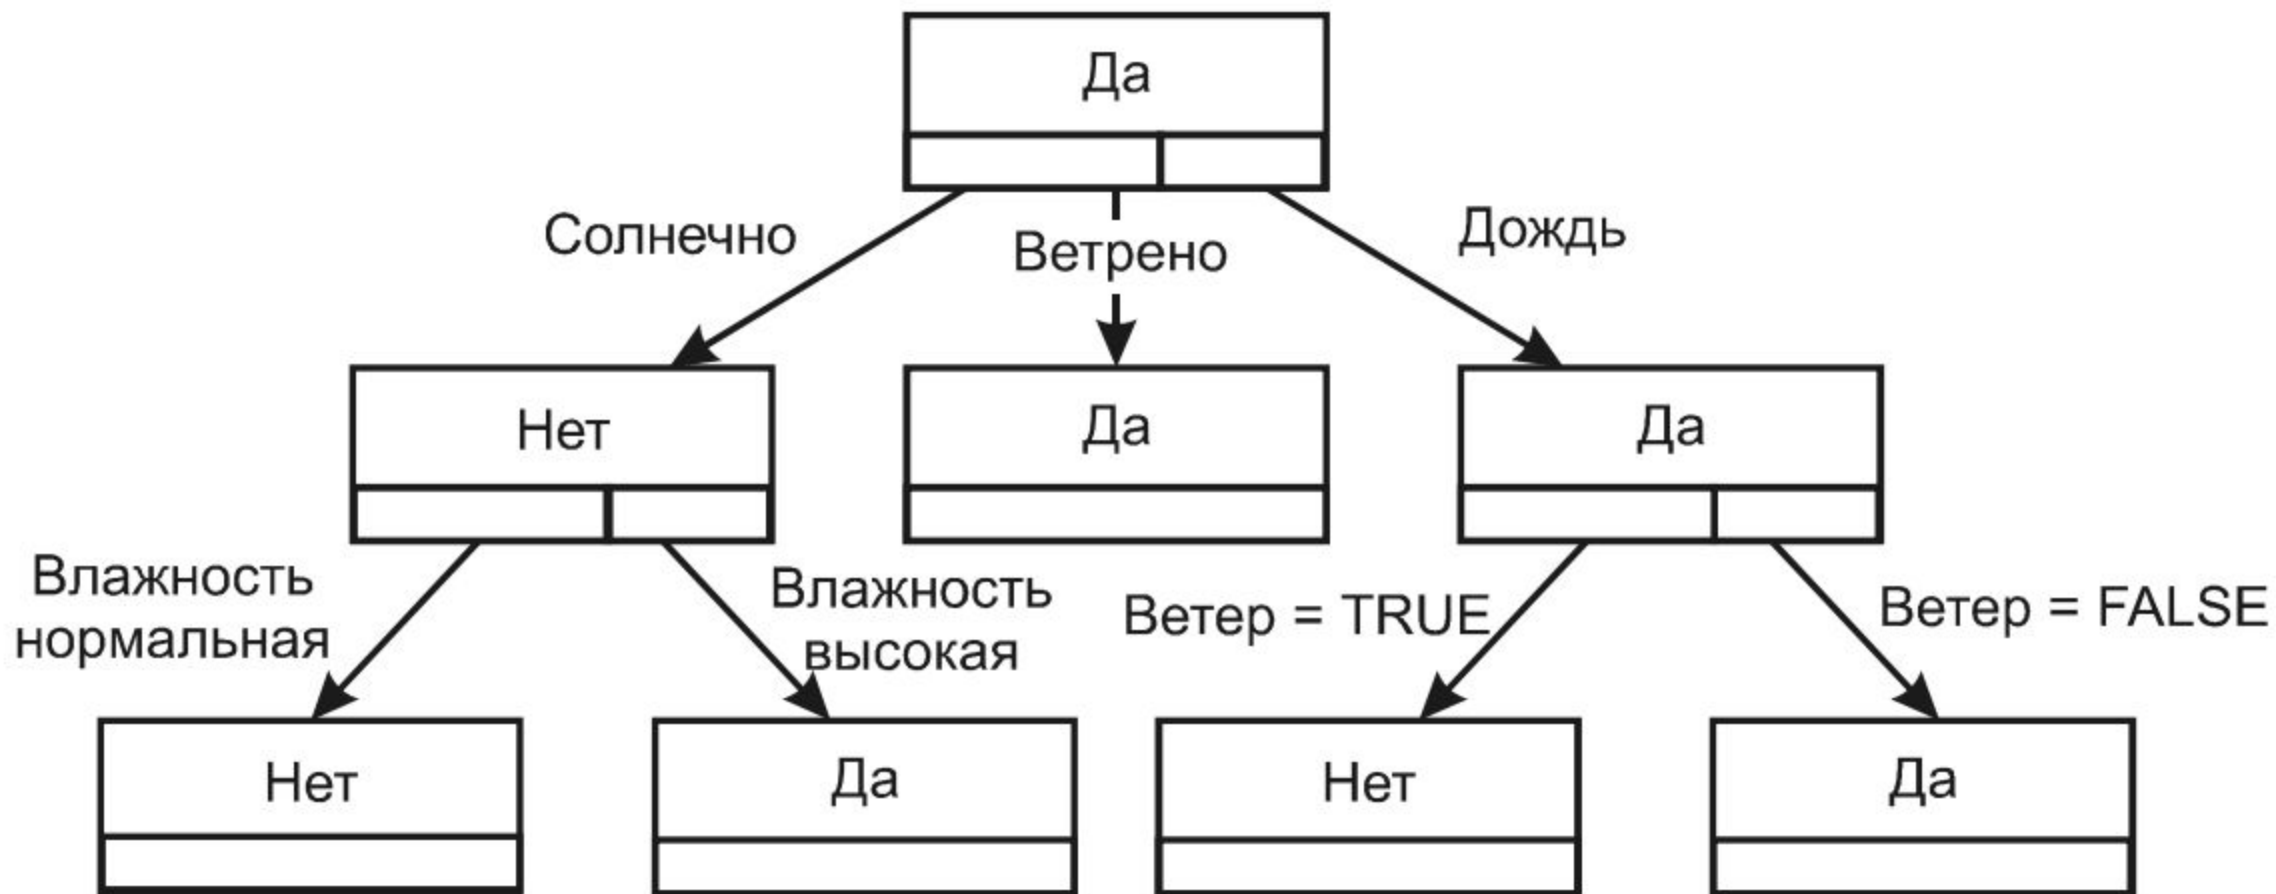 Да
Солнечно
Ветрено
Дождь
Нет
Да
Да
Влажность
нормальная
Влажность
высокая
Ветер = TRUE
Ветер = FALSE
Нет
Да
Нет
Да